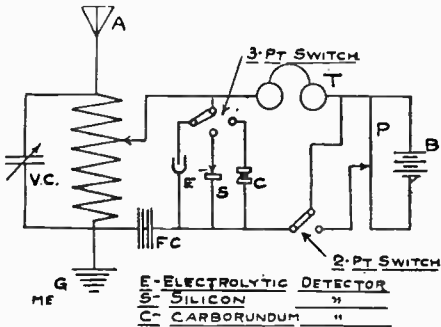 A
3-PT SWITCH
T
P
B
V.C.
E
S
C
FC
2-PT SWITCH
G
ME
E-ELECTROLYTIC DETECTOR
S- SILICON "
C- CARBORUNDUM "